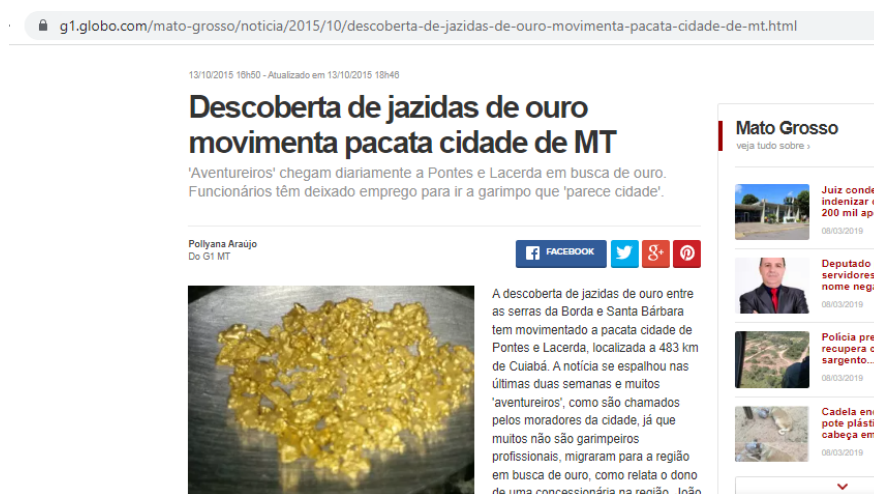 g1.globo.com/mato-grosso/noticia/2015/10/descoberta-de-jazidas-de-ouro-movimenta-pacata-cidade-de-mt.html
13/10/2015 16h50 - Atualizado em 13/10/2015 18h46
Descoberta de jazidas de ouro
movimenta pacata cidade de MT
'Aventureiros' chegam diariamente a Pontes e Lacerda em busca de ouro.
Funcionários têm deixado emprego para ir a garimpo que 'parece cidade'.
Pollyana Araújo
Do G1 MT
FACEBOOK
A descoberta de jazidas de ouro entre
as serras da Borda e Santa Bárbara
tem movimentado a pacata cidade de
Pontes e Lacerda, localizada a 483 km
de Cuiabá. A notícia se espalhou nas
últimas duas semanas e muitos
'aventureiros', como são chamados
pelos moradores da cidade, já que
muitos não são garimpeiros
profissionais, migraram para a região
em busca de ouro, como relata o dono
de uma concessionária na região, João
Mato Grosso
veja tudo sobre ›
Juiz conde
indenizar
200 mil ap
08/03/2019
Deputado
servidores
nome nega
08/03/2019
Polícia pre
recupera
sargento...
08/03/2019
Cadela en
pote plásti
cabeça em
08/03/2019